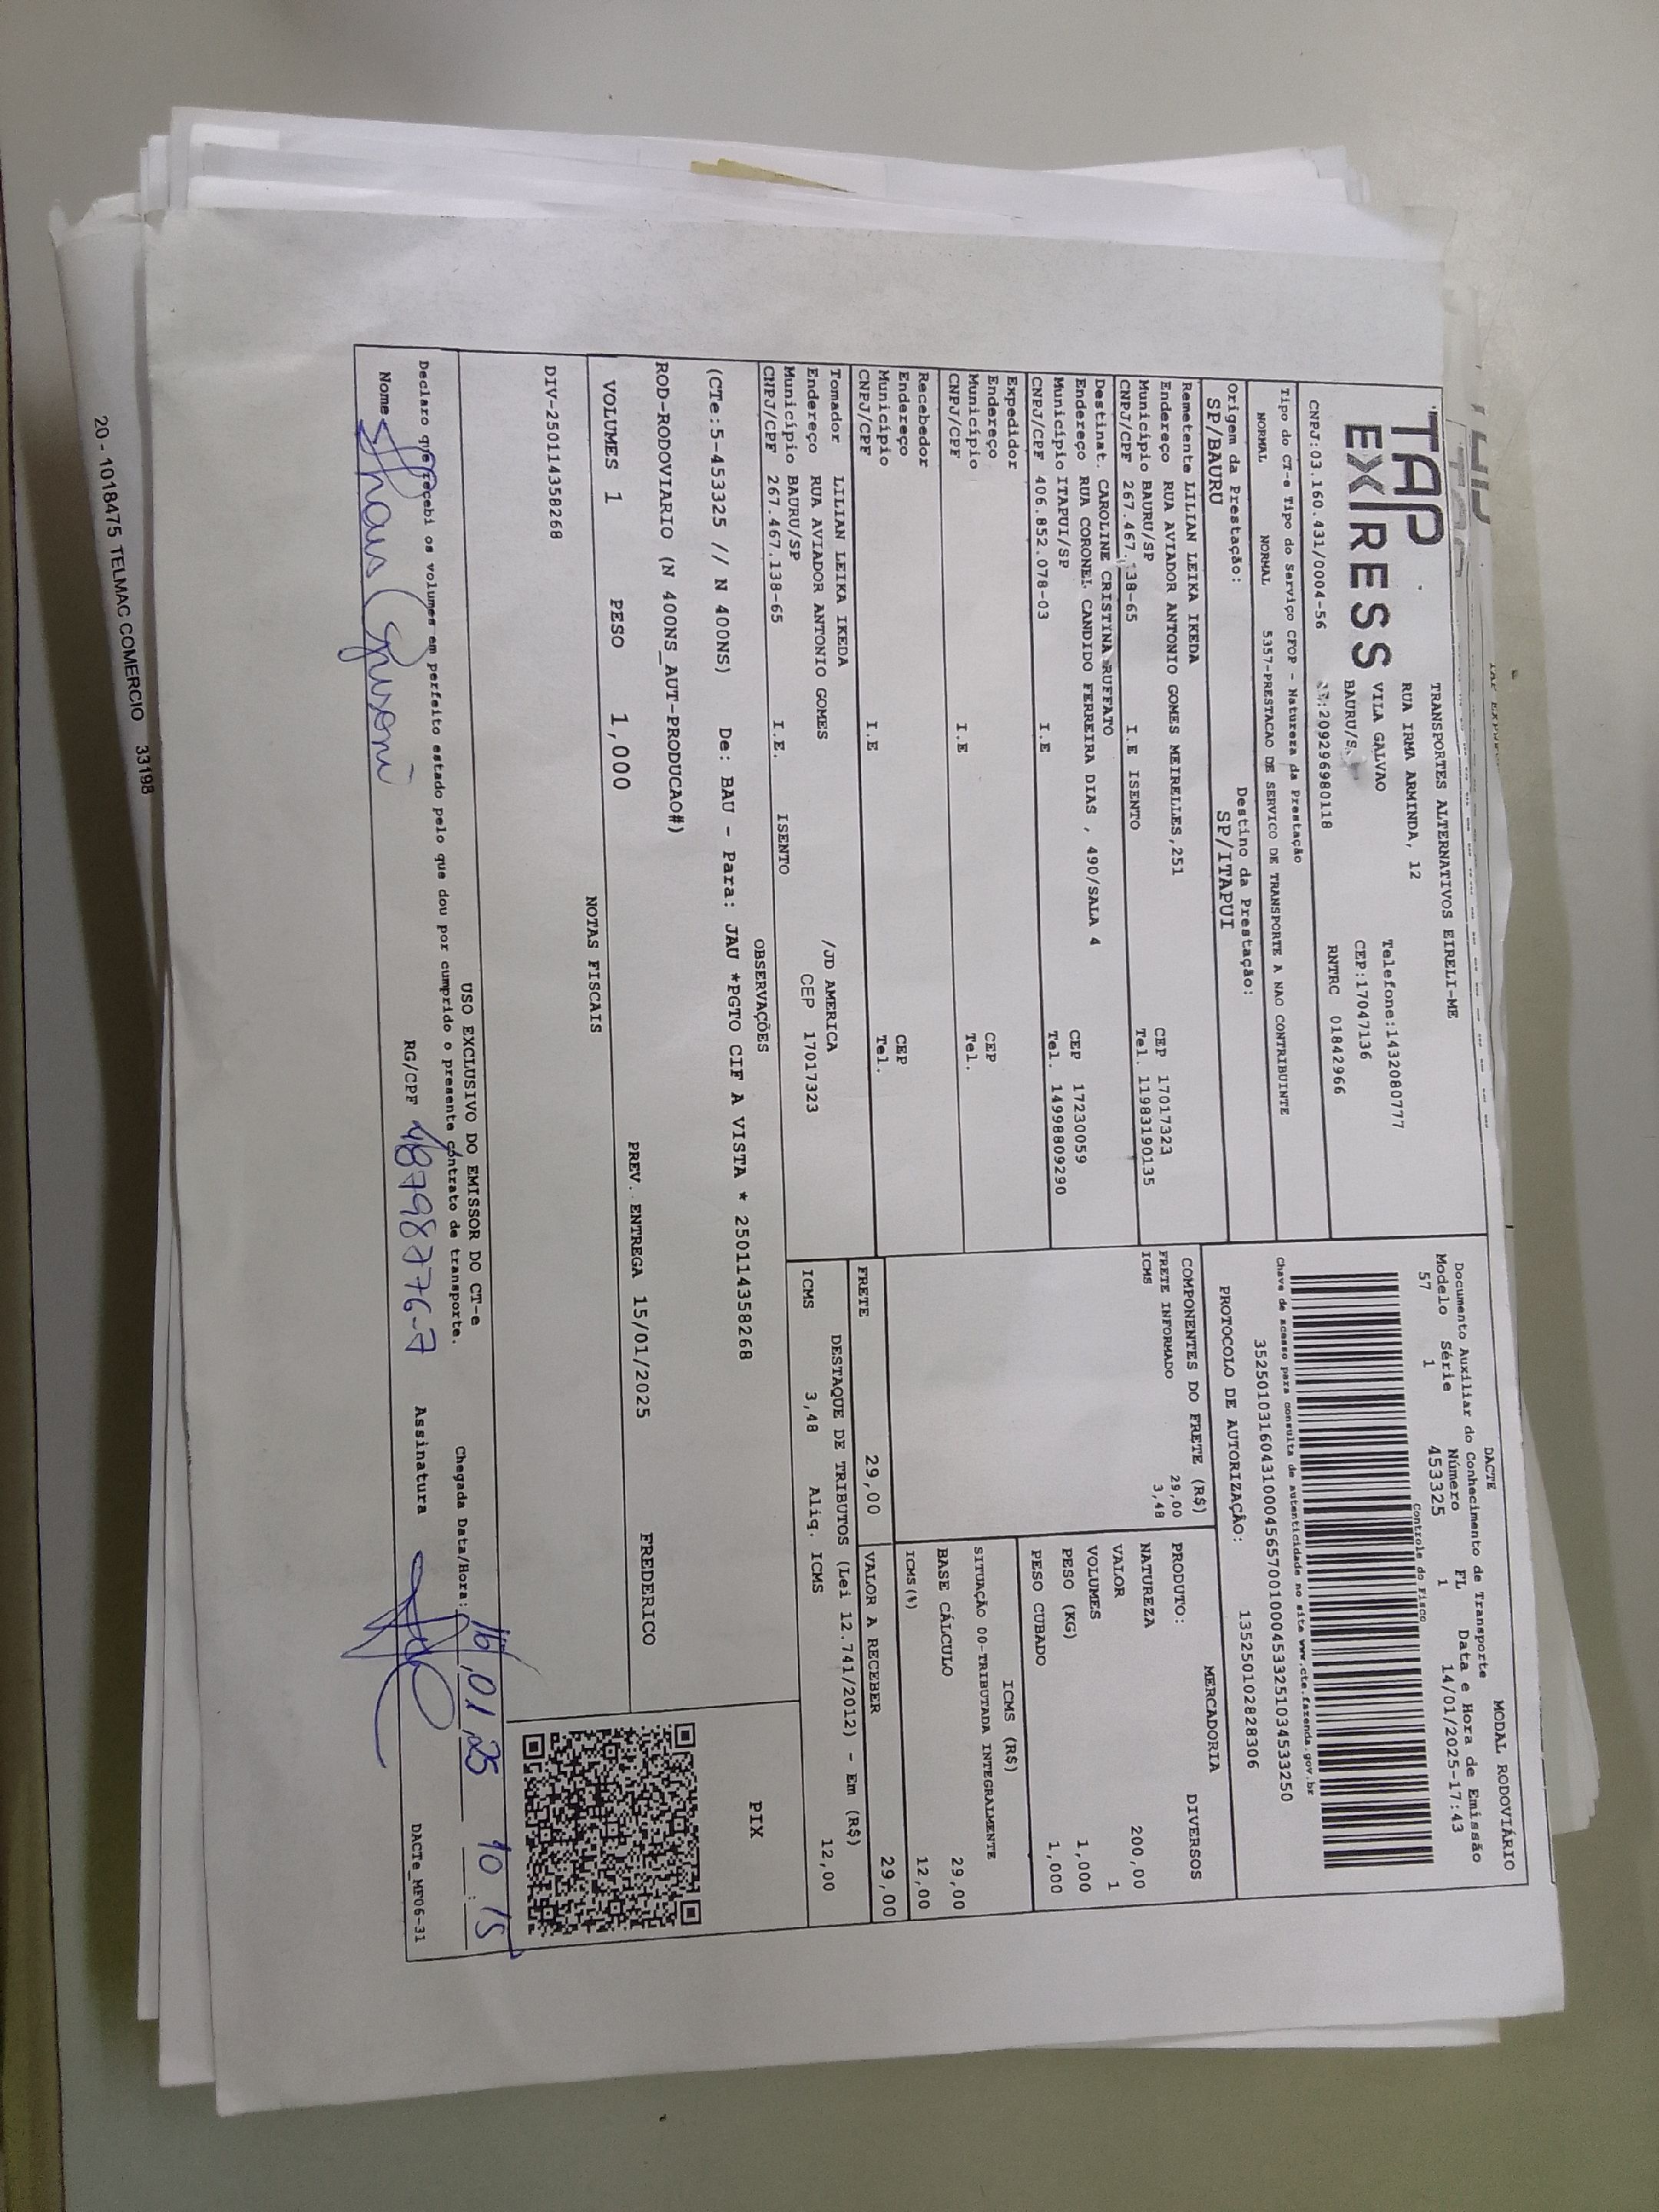 TAP
EXPRESS
TRANSPORTES ALTERNATIVOS EIRELI-ME
RUA IRMA ARMINDA, 12
VILA GALVAO
BAURU/S
Telefone:1432080777
CEP:17047136
CNPJ:03.160.431/0004-56
:209296980118
RNTRC 01842966
DACTE
MODAL RODOVIÁRIO
Documento Auxiliar do Conhecimento de Transporte
Modelo Série Número FL Data e Hora de Emissão
57 1 453325 1 14/01/2025-17:43
Controle do Fisco
Chave de acesso para consulta de autenticidade no site www.cte.fazenda.gov.br
35250103160431000456570010004533251034533250
PROTOCOLO DE AUTORIZAÇÃO: 135250102828306
Tipo do CT-e Tipo do Serviço CFOP - Natureza da Prestação
NORMAL NORMAL 5357-PRESTACAO DE SERVICO DE TRANSPORTE A NAO CONTRIBUINTE
Origem da Prestação: Destino da Prestação:
SP/BAURU SP/ITAPUI
Remetente LILIAN LEIKA IKEDA
Endereço RUA AVIADOR ANTONIO GOMES MEIRELLES,251
Município BAURU/SP CEP 17017323
CNPJ/CPF 267.467.138-65 I.E ISENTO Tel. 11983190135
Destinat. CAROLINE CRISTINA RUFFATO
Endereço RUA CORONEL CANDIDO FERREIRA DIAS , 490/SALA 4
Município ITAPUI/SP CEP 17230059
CNPJ/CPF 406.852.078-03 I.E Tel. 14998809290
Expedidor
Endereço
Município CEP
CNPJ/CPF I.E Tel.
Recebedor
Endereço
Município CEP
CNPJ/CPF I.E Tel.
Tomador LILIAN LEIKA IKEDA
Endereço RUA AVIADOR ANTONIO GOMES /JD AMERICA
Município BAURU/SP CEP 17017323
CNPJ/CPF 267.467.138-65 I.E. ISENTO
COMPONENTES DO FRETE (R$)
FRETE INFORMADO 29,00
ICMS 3,48
MERCADORIA
PRODUTO: DIVERSOS
NATUREZA
VALOR 200,00
VOLUMES 1
PESO (KG) 1,000
PESO CUBADO 1,000
ICMS (R$)
SITUAÇÃO 00-TRIBUTADA INTEGRALMENTE
BASE CÁLCULO 29,00
ICMS(%) 12,00
FRETE 29,00
VALOR A RECEBER 29,00
DESTAQUE DE TRIBUTOS (Lei 12.741/2012) - Em (R$)
ICMS 3,48 Aliq. ICMS 12,00
OBSERVAÇÕES
(CTe:5-453325 // N 400NS) De: BAU - Para: JAU *PGTO CIF A VISTA * 250114358268
ROD-RODOVIARIO (N 400NS_AUT-PRODUCAO#)
PIX
VOLUMES 1 PESO 1,000 PREV. ENTREGA 15/01/2025 FREDERICO
NOTAS FISCAIS
DIV-250114358268
USO EXCLUSIVO DO EMISSOR DO CT-e
Declaro que recebi os volumes em perfeito estado pelo que dou por cumprido o presente contrato de transporte.
Chegada Data/Hora: 16/01/25 10:15
Nome RG/CPF 48798776-7 Assinatura
DACTe_MF06-31
20 - 1018475 TELMAC COMERCIO 33198